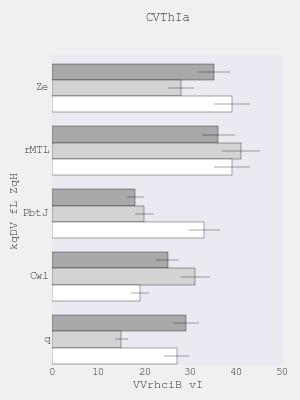 CVThIa
Ze
rMTL
PbtJ
Cwl
q
kqDV fL ZqH
0 10 20 30 40 50
VVrhciB vI